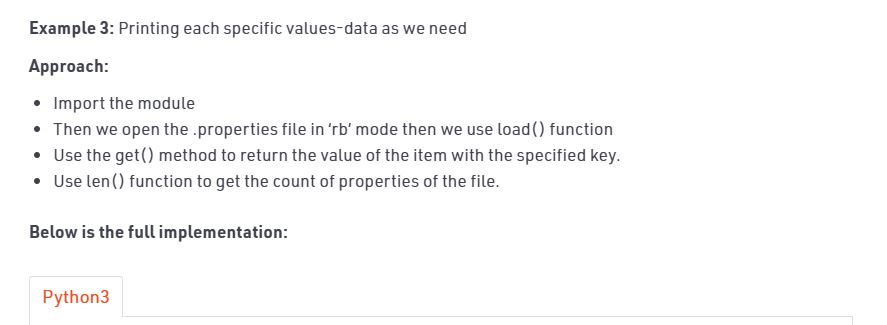 Example 3: Printing each specific values-data as we need
Approach:
• Import the module
• Then we open the .properties file in ‘rb’ mode then we use load() function
• Use the get() method to return the value of the item with the specified key.
• Use len() function to get the count of properties of the file.
Below is the full implementation:
Python3